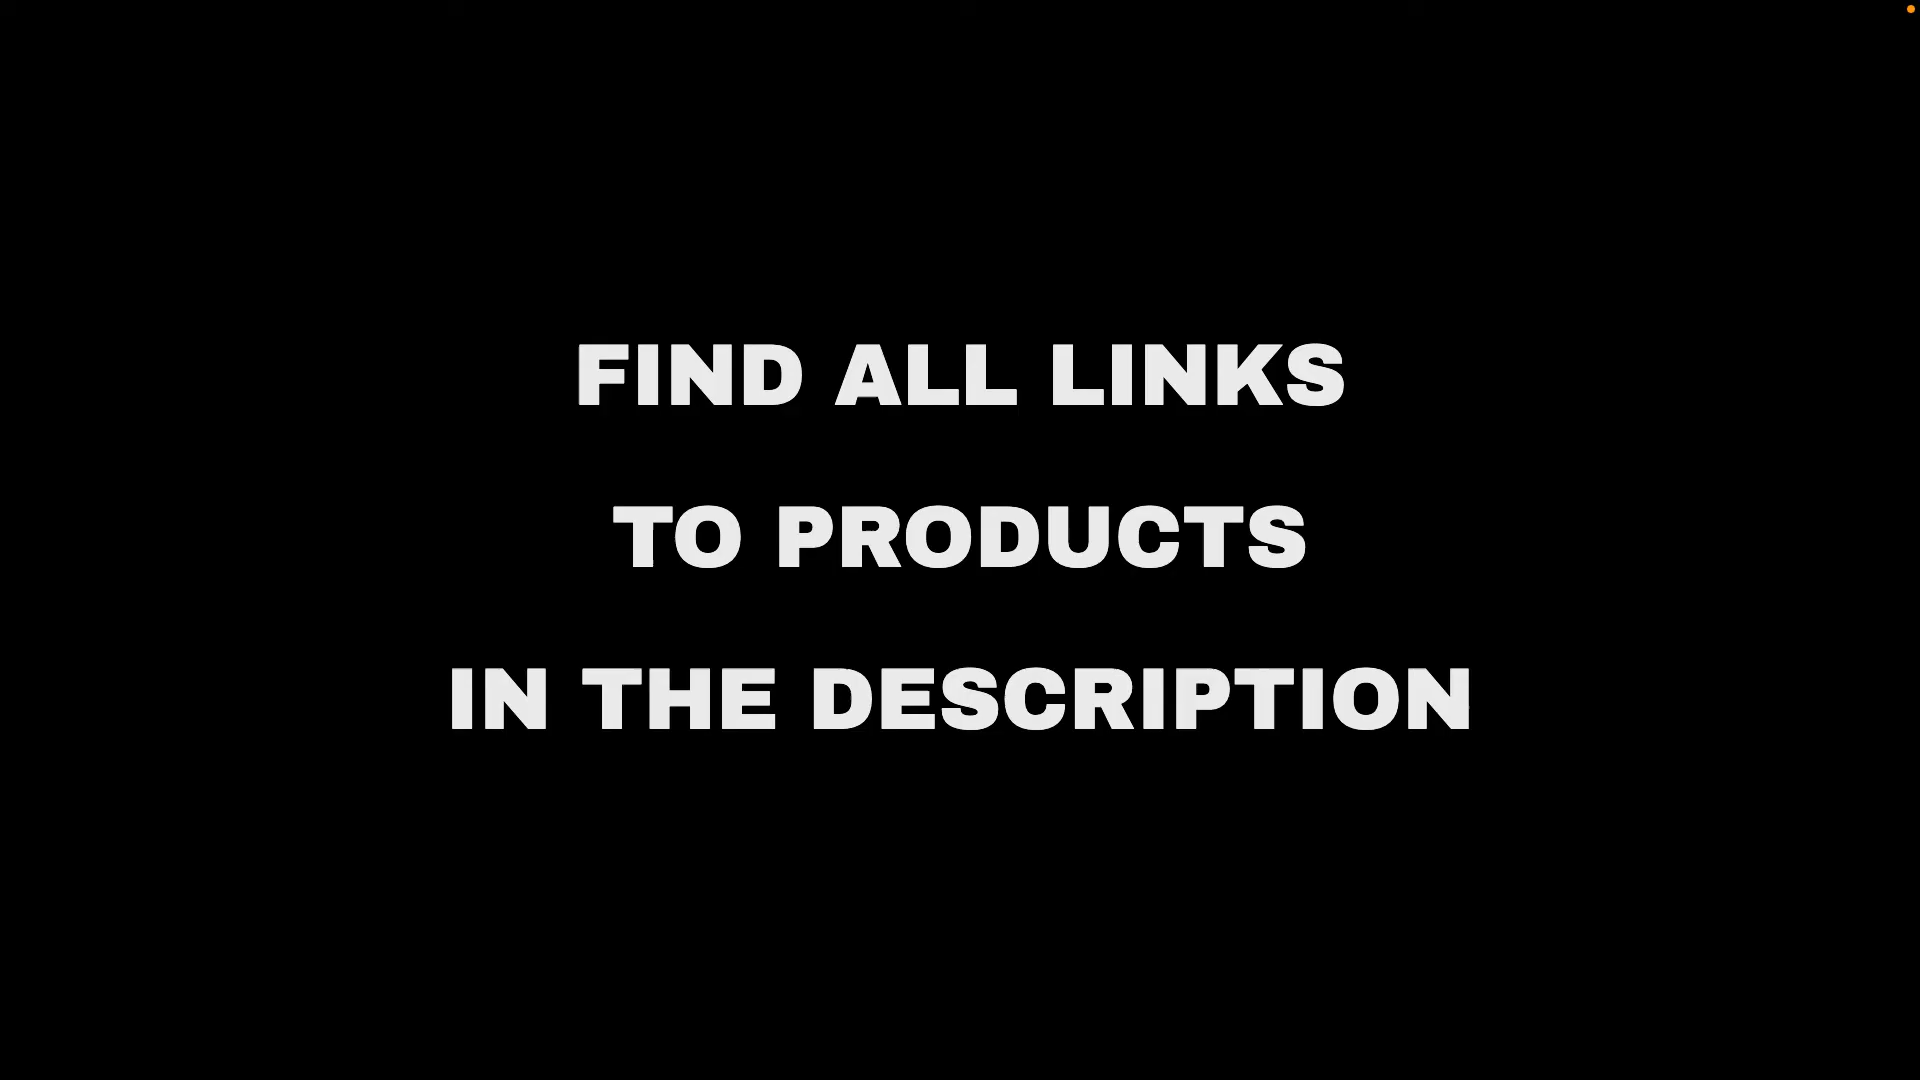 FIND ALL LINKS
TO PRODUCTS
IN THE DESCRIPTION